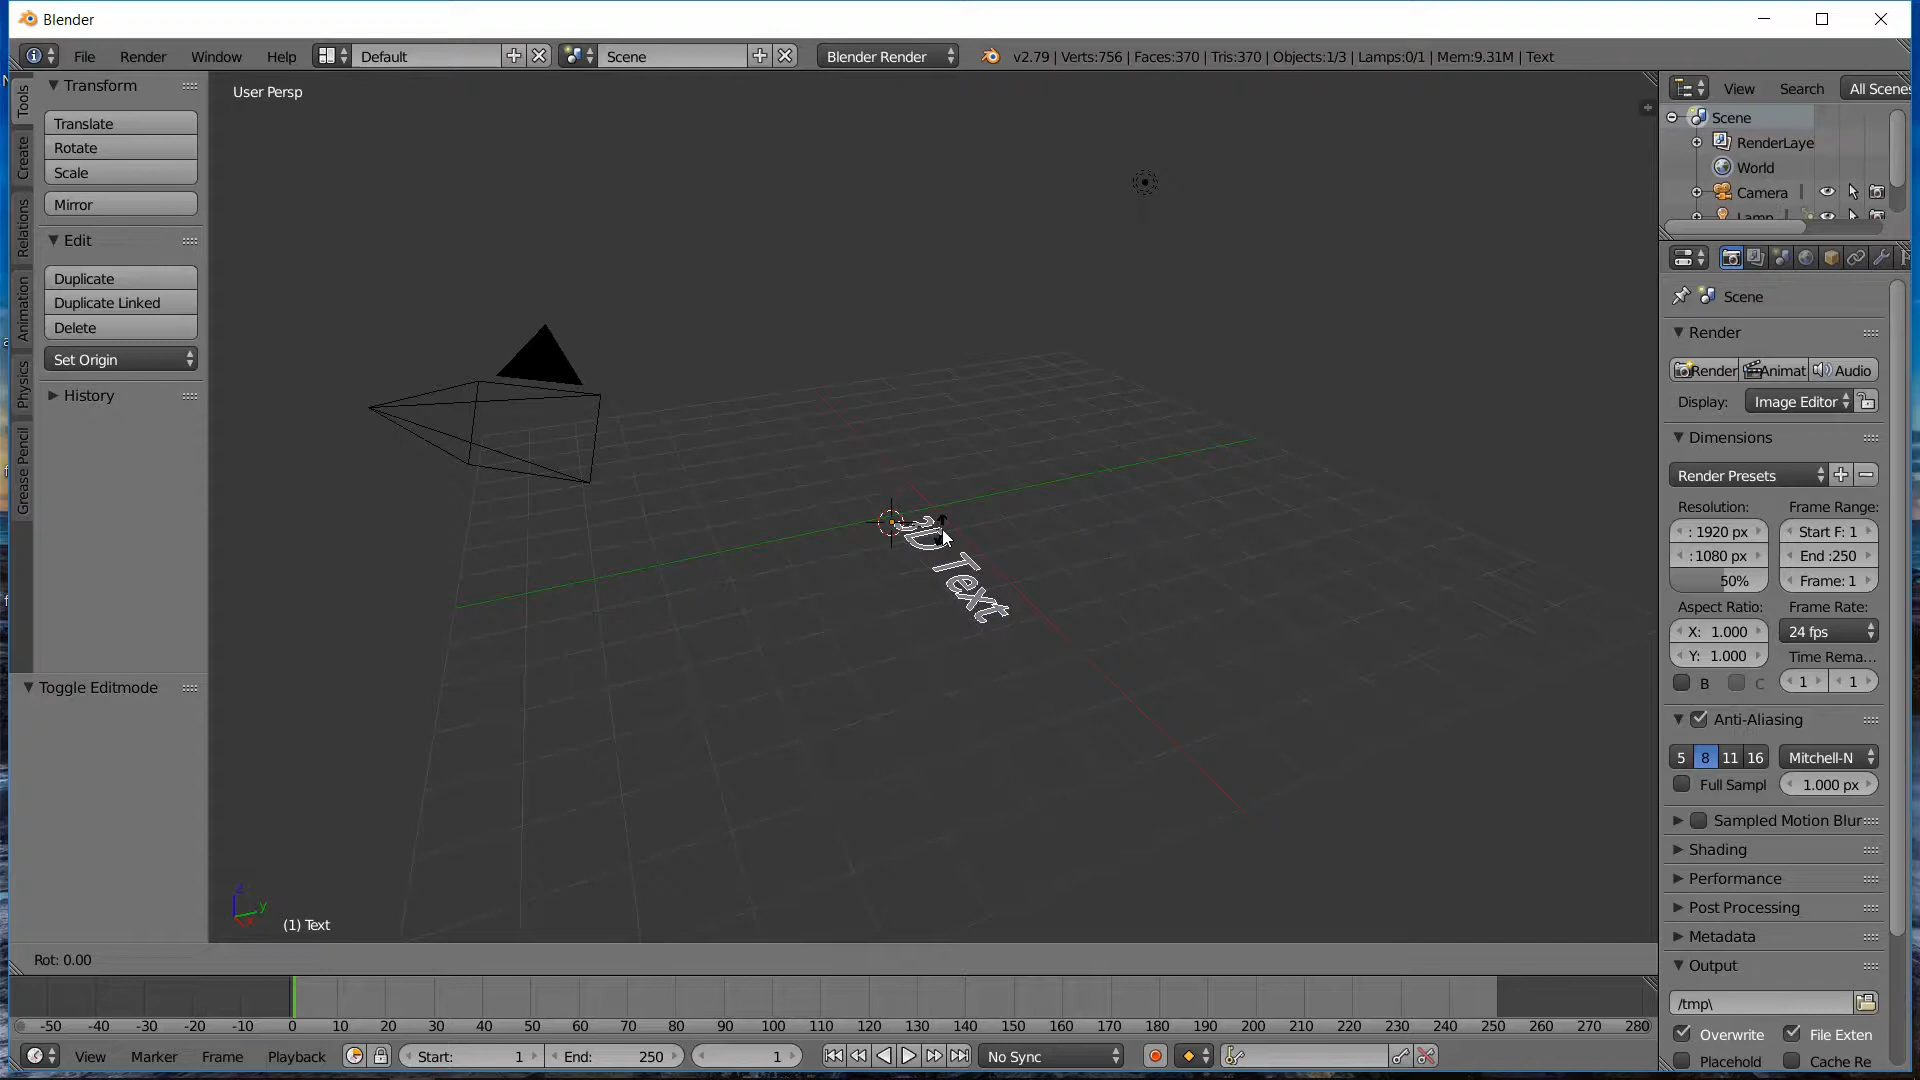 Blender
File Render Window Help Default Scene Blender Render v2.79 | Verts:756 | Faces:370 | Tris:370 | Objects:1/3 | Lamps:0/1 | Mem:9.31M | Text
Tools
Create
Relations
Animation
Physics
Grease Pencil
Transform
Translate
Rotate
Scale
Mirror
Edit
Duplicate
Duplicate Linked
Delete
Set Origin
History
Toggle Editmode
User Persp
3D Text
z
y
x
(1) Text
Rot: 0.00
View Search All Scenes
Scene
RenderLaye
World
Camera
Lamp
Scene
Render
Render Animat Audio
Display: Image Editor
Dimensions
Render Presets
Resolution: Frame Range:
: 1920 px Start F: 1
:1080 px End :250
50% Frame: 1
Aspect Ratio: Frame Rate:
X: 1.000 24 fps
Y: 1.000 Time Rema...
B C 1 1
Anti-Aliasing
5 8 11 16 Mitchell-N
Full Sampl 1.000 px
Sampled Motion Blur
Shading
Performance
Post Processing
Metadata
Output
/tmp\
Overwrite File Exten
Placehold Cache Re
-50 -40 -30 -20 -10 0 10 20 30 40 50 60 70 80 90 100 110 120 130 140 150 160 170 180 190 200 210 220 230 240 250 260 270 280
View Marker Frame Playback Start: 1 End: 250 1 No Sync